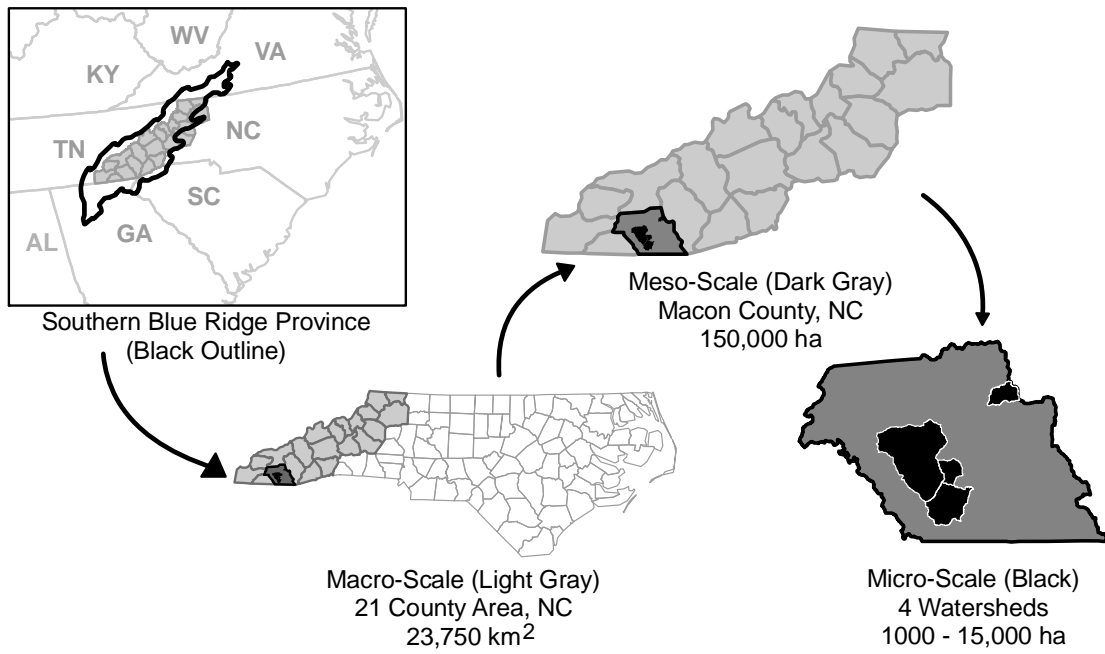 WV
VA
KY
NC
TN
SC
AL
GA
Southern Blue Ridge Province
(Black Outline)
Meso-Scale (Dark Gray)
Macon County, NC
150,000 ha
Macro-Scale (Light Gray)
21 County Area, NC
23,750 km²
Micro-Scale (Black)
4 Watersheds
1000 - 15,000 ha